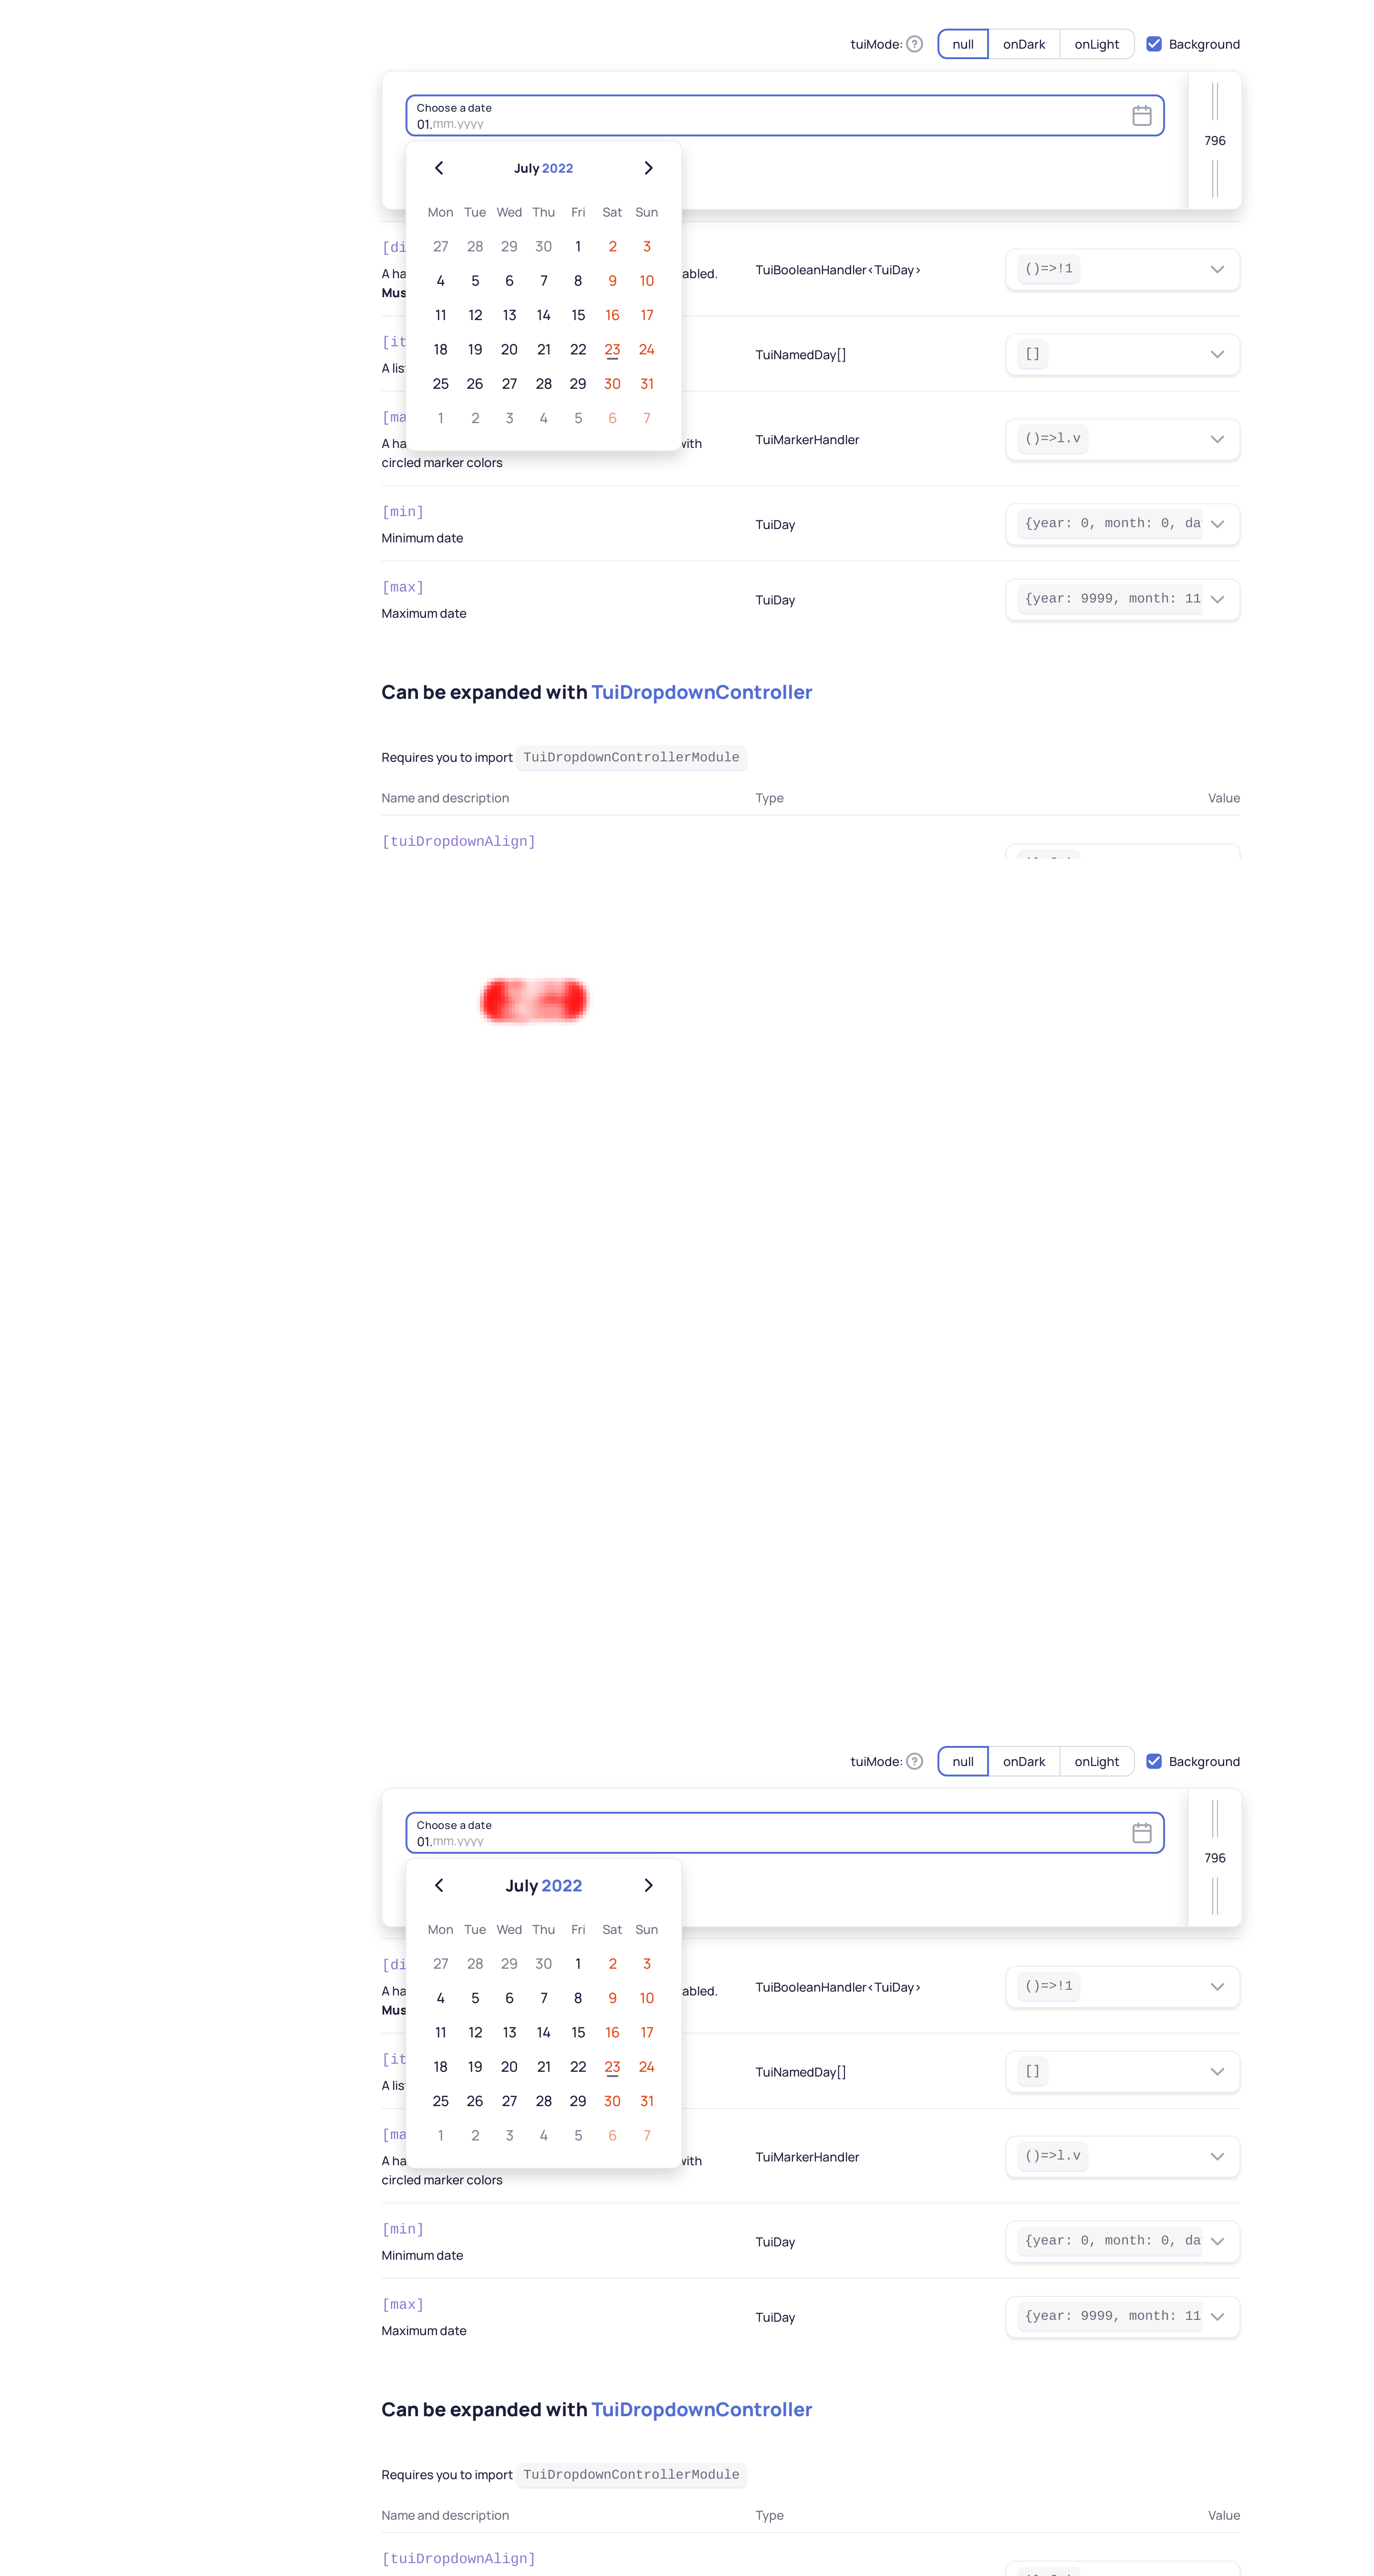 tuiMode: ? null onDark onLight Background
Choose a date
01.mm.yyyy
796
July 2022
Mon Tue Wed Thu Fri Sat Sun
27 28 29 30 1 2 3
4 5 6 7 8 9 10
11 12 13 14 15 16 17
18 19 20 21 22 23 24
25 26 27 28 29 30 31
1 2 3 4 5 6 7
[di
A ha abled.
Mus
TuiBooleanHandler<TuiDay>
()=>!1
[it
A lis
TuiNamedDay[]
[]
[ma
A ha with
circled marker colors
TuiMarkerHandler
()=>l.v
[min]
Minimum date
TuiDay
{year: 0, month: 0, da
[max]
Maximum date
TuiDay
{year: 9999, month: 11
Can be expanded with TuiDropdownController
Requires you to import TuiDropdownControllerModule
Name and description Type Value
[tuiDropdownAlign]
tuiMode: ? null onDark onLight Background
Choose a date
01.mm.yyyy
796
July 2022
Mon Tue Wed Thu Fri Sat Sun
27 28 29 30 1 2 3
4 5 6 7 8 9 10
11 12 13 14 15 16 17
18 19 20 21 22 23 24
25 26 27 28 29 30 31
1 2 3 4 5 6 7
[di
A ha abled.
Mus
TuiBooleanHandler<TuiDay>
()=>!1
[it
A lis
TuiNamedDay[]
[]
[ma
A ha with
circled marker colors
TuiMarkerHandler
()=>l.v
[min]
Minimum date
TuiDay
{year: 0, month: 0, da
[max]
Maximum date
TuiDay
{year: 9999, month: 11
Can be expanded with TuiDropdownController
Requires you to import TuiDropdownControllerModule
Name and description Type Value
[tuiDropdownAlign]